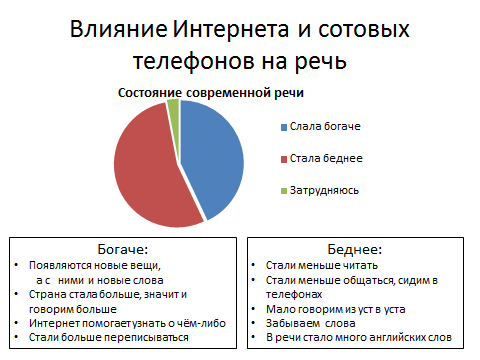 Влияние Интернета и сотовых
телефонов на речь
Состояние современной речи
Слала богаче
Стала беднее
Затрудняюсь
Богаче:
• Появляются новые вещи,
а с ними и новые слова
• Страна стала больше, значит и
говорим больше
• Интернет помогает узнать о чём-либо
• Стали больше переписываться
Беднее:
• Стали меньше читать
• Стали меньше общаться, сидим в
телефонах
• Мало говорим из уст в уста
• Забываем слова
• В речи стало много английских слов